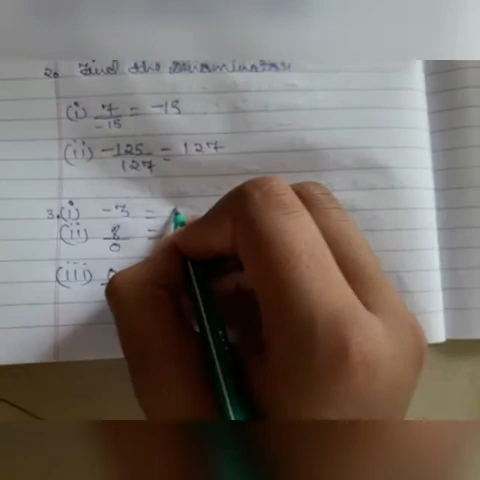 2. Find the Denominator
(i) 7/-15 = -15
(ii) -125/127 = 127
3.(i) -3 =
(ii) 8/0 =
(iii)